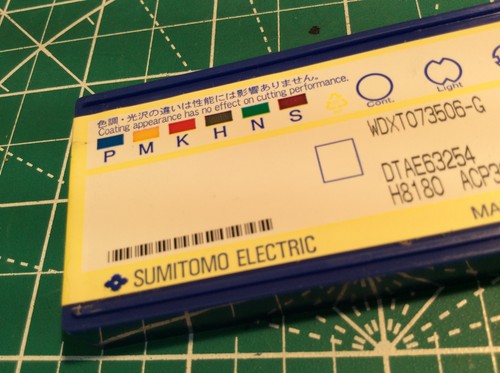 色調・光沢の違いは性能には影響ありません。
Coating appearance has no effect on cutting performance.
P M K H N S
Cont. Light
WDXT073506-G
DTAE63254
H8180
SUMITOMO ELECTRIC